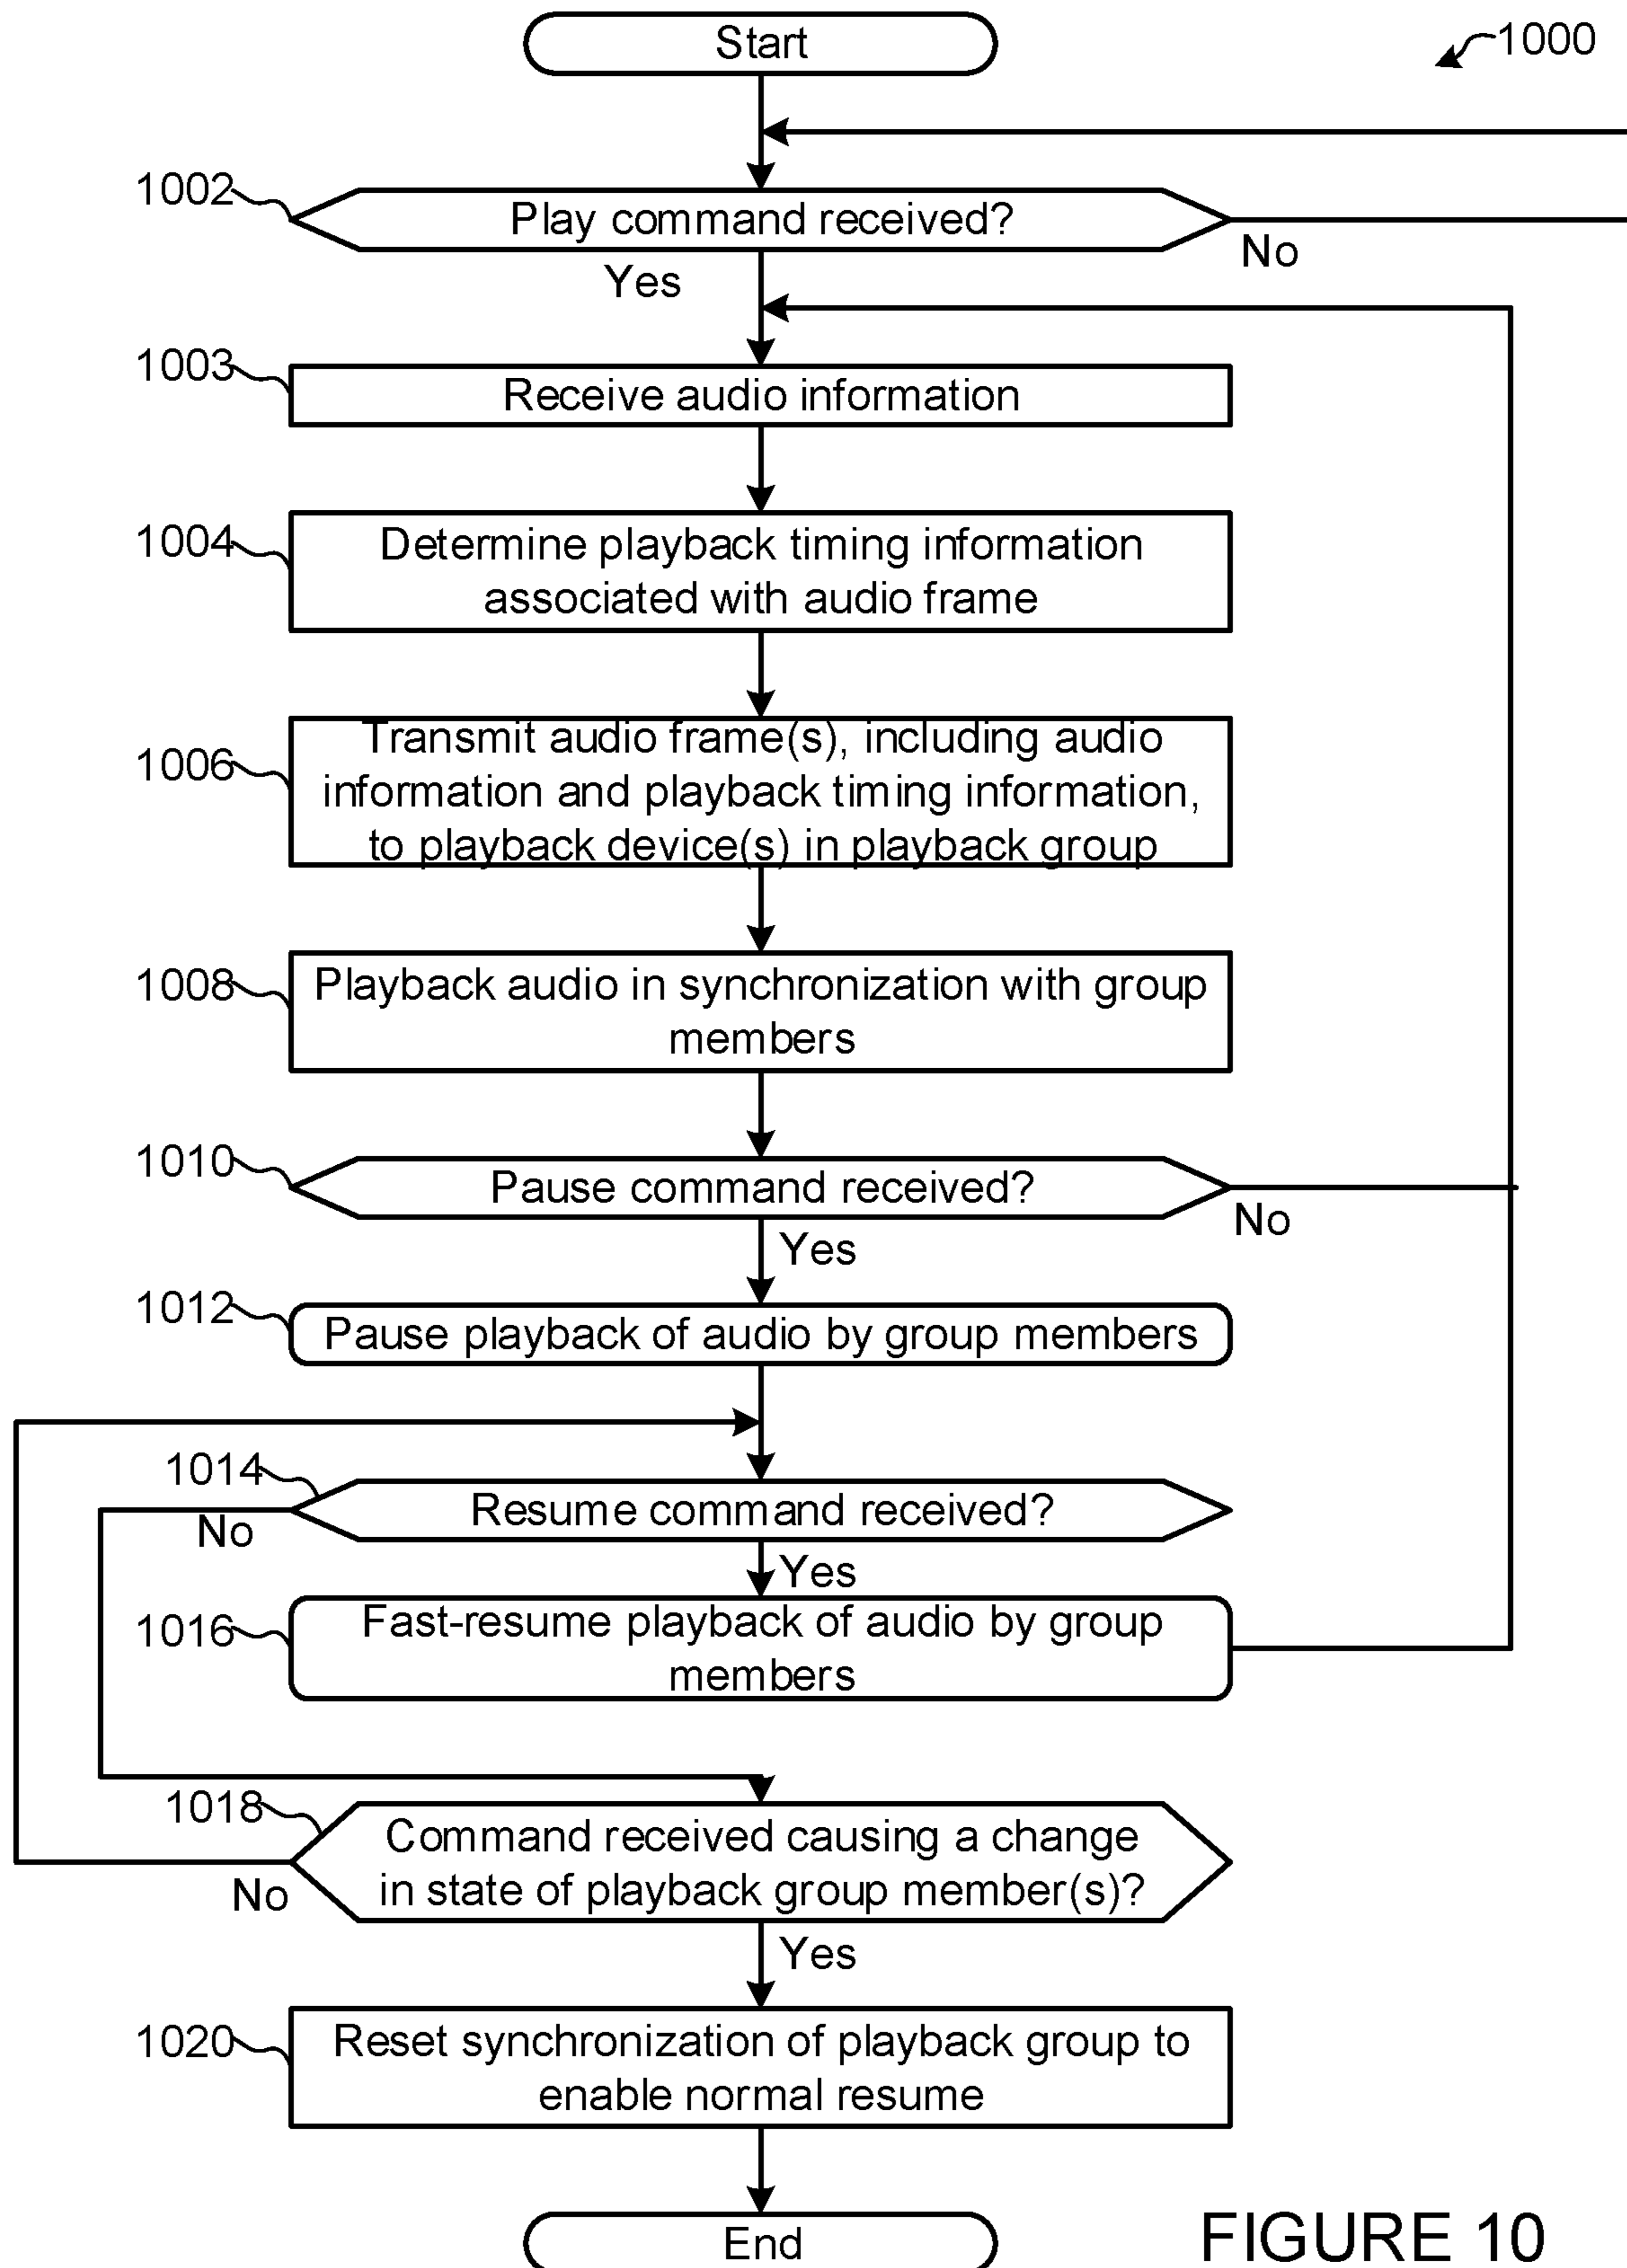 Start
1000
1002
Play command received?
No
Yes
1003
Receive audio information
1004
Determine playback timing information
associated with audio frame
1006
Transmit audio frame(s), including audio
information and playback timing information,
to playback device(s) in playback group
1008
Playback audio in synchronization with group
members
1010
Pause command received?
No
Yes
1012
Pause playback of audio by group members
1014
Resume command received?
No
Yes
1016
Fast-resume playback of audio by group
members
1018
Command received causing a change
in state of playback group member(s)?
No
Yes
1020
Reset synchronization of playback group to
enable normal resume
End
FIGURE 10